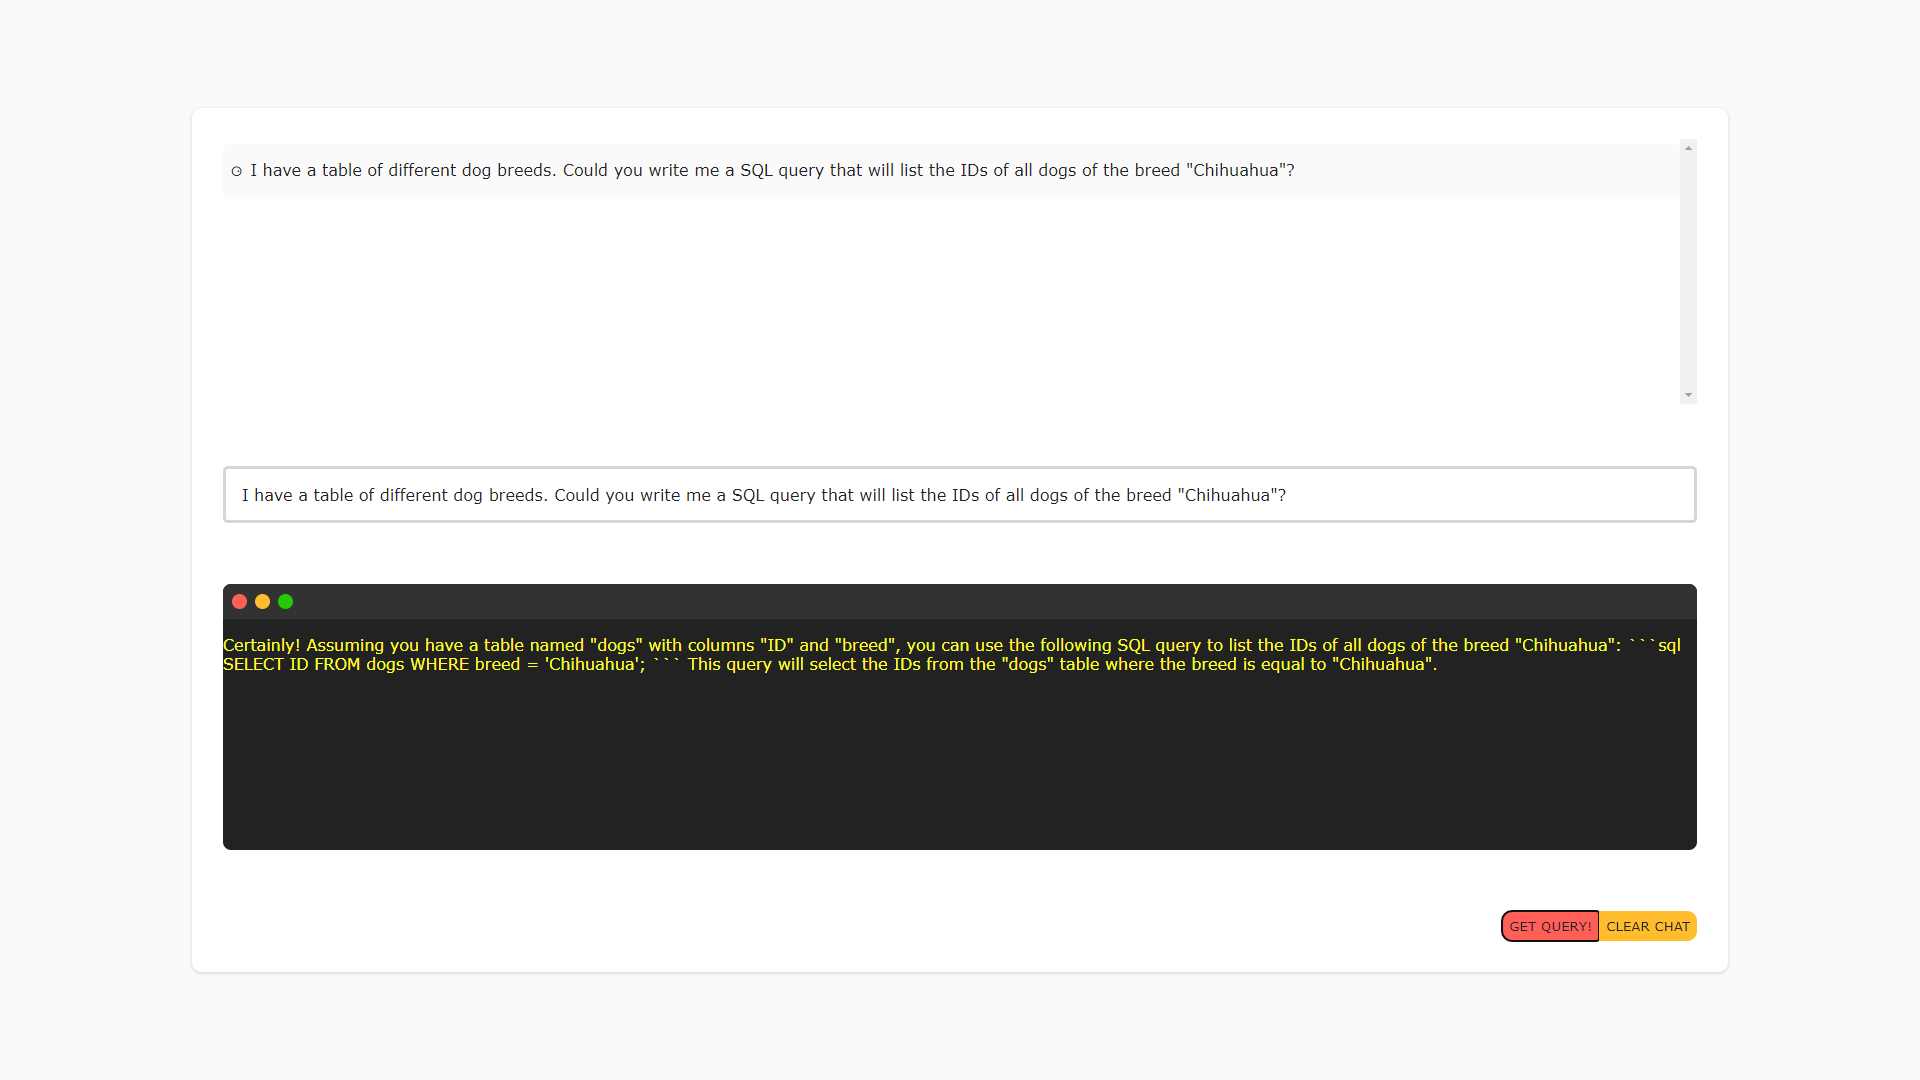 I have a table of different dog breeds. Could you write me a SQL query that will list the IDs of all dogs of the breed "Chihuahua"?
I have a table of different dog breeds. Could you write me a SQL query that will list the IDs of all dogs of the breed "Chihuahua"?
Certainly! Assuming you have a table named "dogs" with columns "ID" and "breed", you can use the following SQL query to list the IDs of all dogs of the breed "Chihuahua": ```sql
SELECT ID FROM dogs WHERE breed = 'Chihuahua'; ``` This query will select the IDs from the "dogs" table where the breed is equal to "Chihuahua".
GET QUERY! CLEAR CHAT